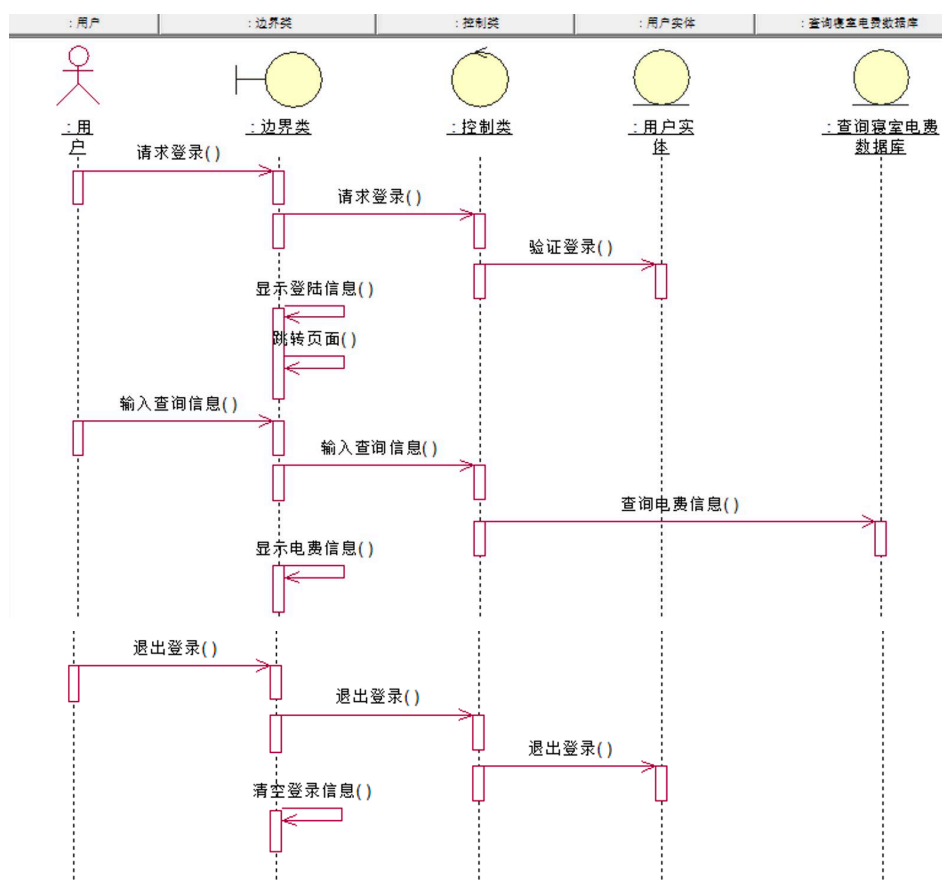 : 用户
: 边界类
: 控制类
: 用户实体
: 查询寝室电费数据库
: 用
户
: 边界类
: 控制类
: 用户实
体
: 查询寝室电费
数据库
请求登录( )
请求登录( )
验证登录( )
显示登陆信息( )
跳转页面( )
输入查询信息( )
输入查询信息( )
查询电费信息( )
显示电费信息( )
退出登录( )
退出登录( )
退出登录( )
清空登录信息( )